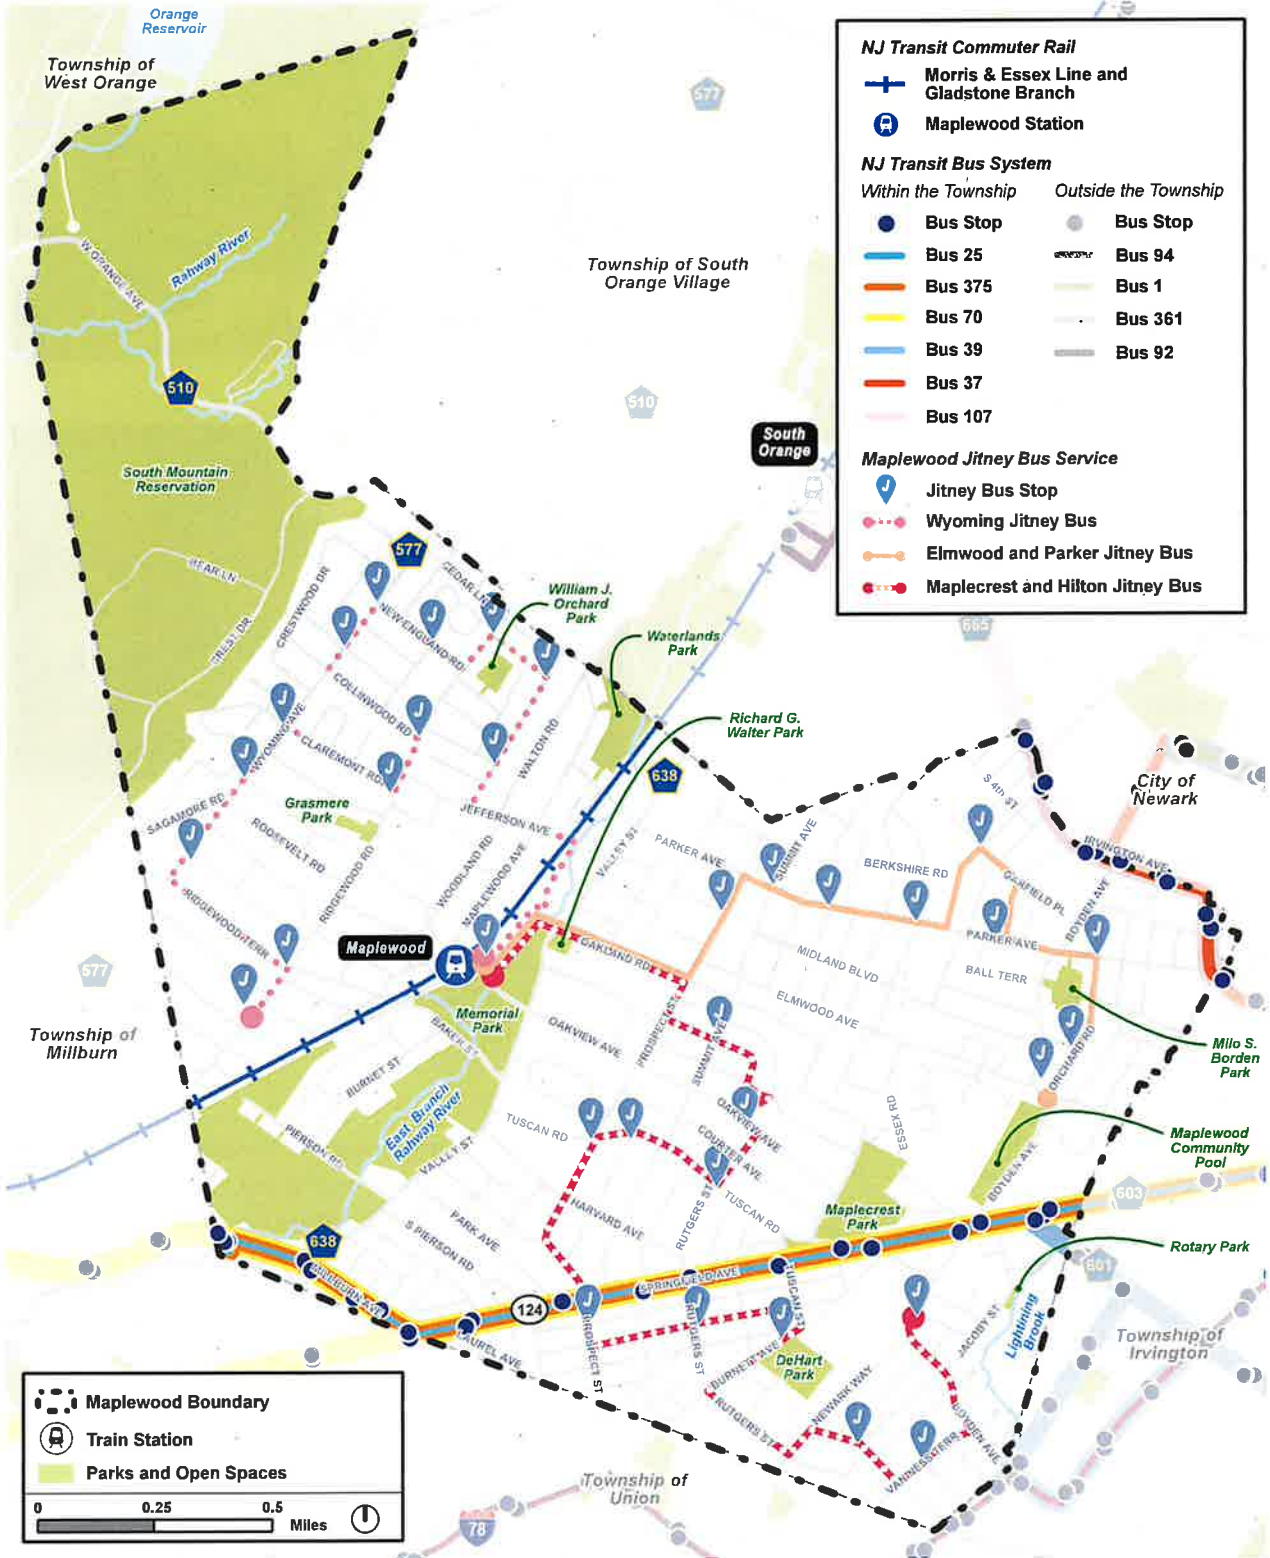 Orange
Reservoir
Township of
West Orange
577
W ORANGE AVE
Rahway River
510
South Mountain
Reservation
Township of South
Orange Village
510
South
Orange
NJ Transit Commuter Rail
Morris & Essex Line and
Gladstone Branch
Maplewood Station
NJ Transit Bus System
Within the Township
Outside the Township
Bus Stop
Bus Stop
Bus 25
Bus 94
Bus 375
Bus 1
Bus 70
Bus 361
Bus 39
Bus 92
Bus 37
Bus 107
Maplewood Jitney Bus Service
J
Jitney Bus Stop
Wyoming Jitney Bus
Elmwood and Parker Jitney Bus
Maplecrest and Hilton Jitney Bus
577
BEAR LN
CREST DR
CRESTWOOD DR
CEDAR LN
NEW ENGLAND RD
William J.
Orchard
Park
Waterlands
Park
665
COLLINWOOD RD
WYOMING AVE
CLAREMONT RD
WALTON RD
Richard G.
Walter Park
638
Grasmere
Park
SAGAMORE RD
ROOSEVELT RD
RIDGEWOOD RD
JEFFERSON AVE
WOODLAND RD
MAPLEWOOD AVE
VALLEY ST
PARKER AVE
SUMMIT AVE
BERKSHIRE RD
S 4th ST
City of
Newark
IRVINGTON AVE
GARFIELD PL
BOYDEN AVE
PARKER AVE
BALL TERR
RIDGEWOOD TERR
Maplewood
OAKLAND RD
MIDLAND BLVD
ELMWOOD AVE
577
Township of
Millburn
Memorial
Park
BAKER ST
OAKVIEW AVE
PROSPECT ST
SUMMIT AVE
ORCHARD RD
Milo S.
Borden
Park
BURNET ST
East Branch
Rahway River
PIERSON RD
VALLEY ST
TUSCAN RD
OAKVIEW AVE
COURTER AVE
ESSEX RD
Maplewood
Community
Pool
BOYDEN AVE
603
HARVARD AVE
RUTGERS ST
TUSCAN RD
Maplecrest
Park
PARK AVE
S PIERSON RD
638
MILLBURN AVE
124
SPRINGFIELD AVE
Rotary Park
601
LAUREL AVE
PROSPECT ST
RUTGERS ST
TUSCAN ST
BURNETT AVE
DeHart
Park
JACOBY ST
Lightining
Brook
Township of
Irvington
RUTGERS ST
NEWARK WAY
VANNESS TERR
BOYDEN AVE
Township of
Union
78
Maplewood Boundary
Train Station
Parks and Open Spaces
0
0.25
0.5
Miles